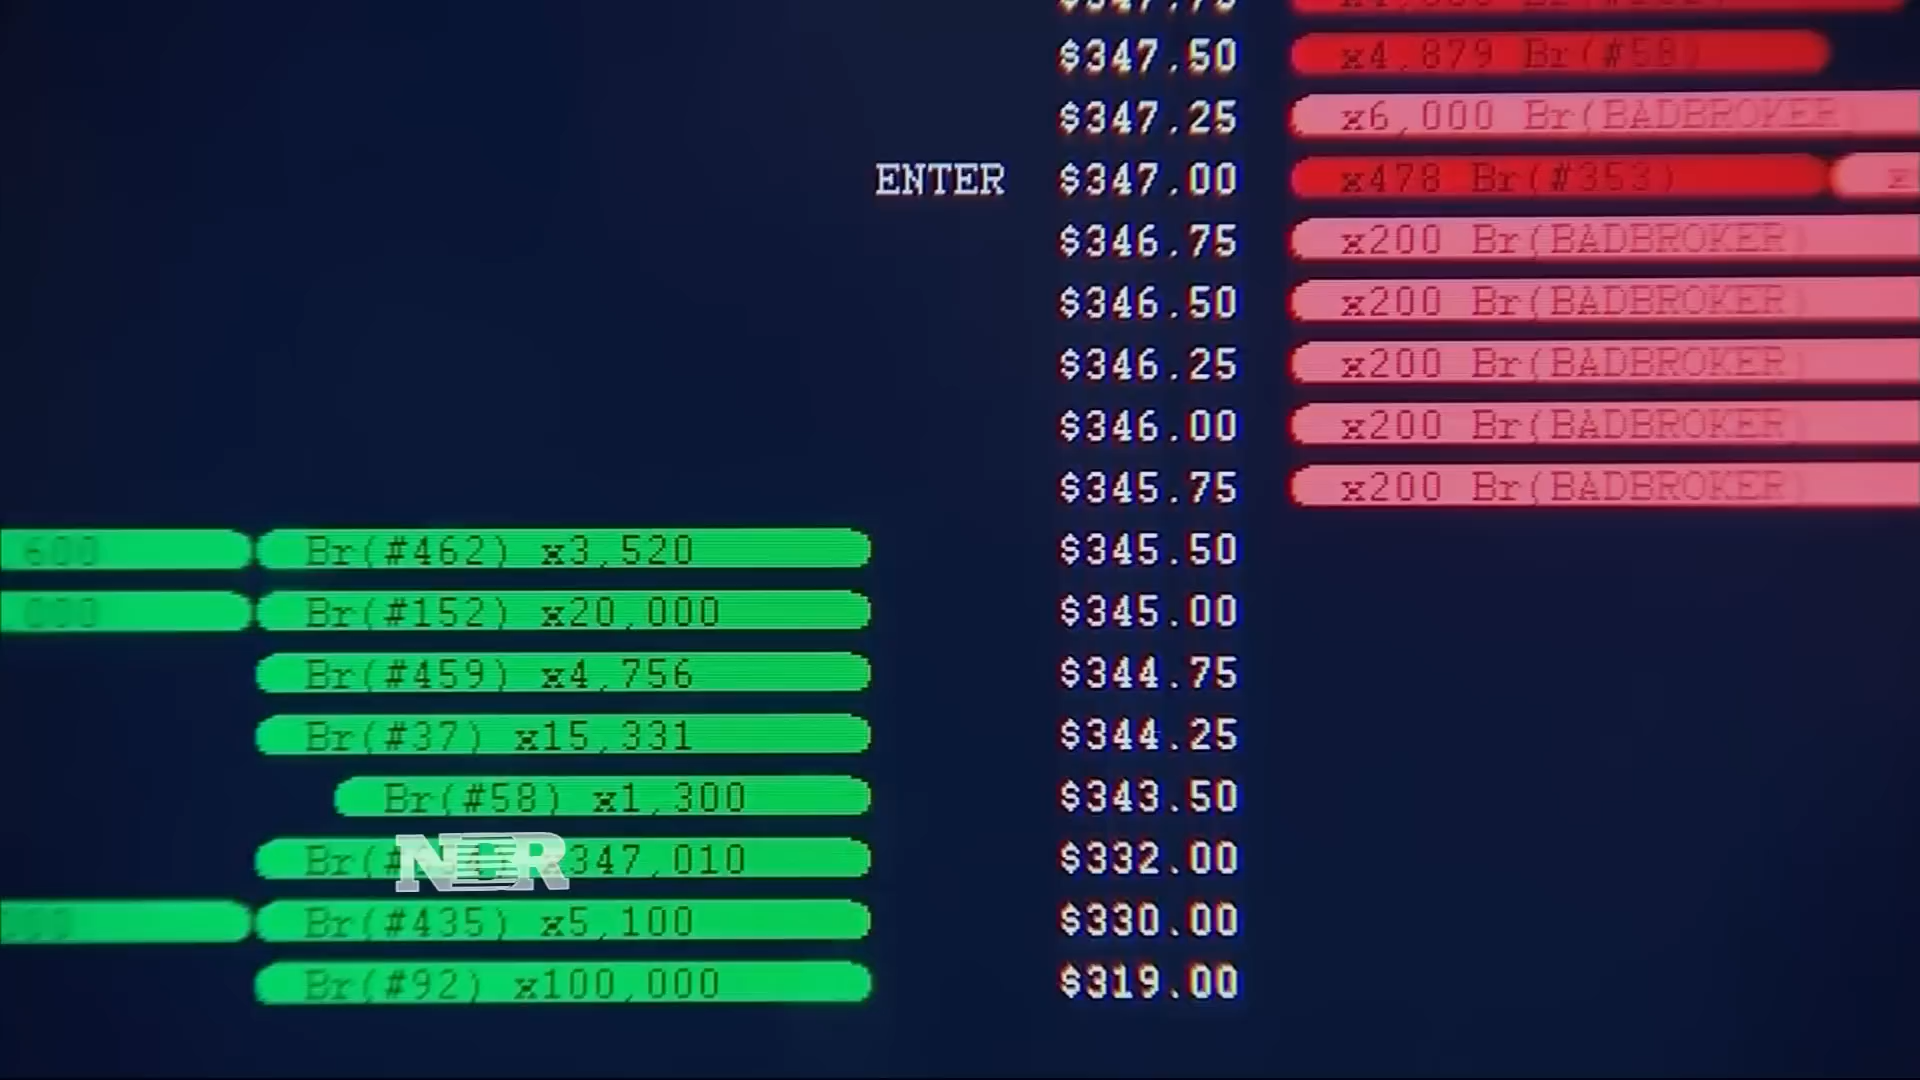 $347.75
$347.50 x4,879 Br(#58)
$347.25 x6,000 Br(BADBROKER)
ENTER $347.00 x478 Br(#353)
$346.75 x200 Br(BADBROKER)
$346.50 x200 Br(BADBROKER)
$346.25 x200 Br(BADBROKER)
$346.00 x200 Br(BADBROKER)
$345.75 x200 Br(BADBROKER)
600 Br(#462) x3,520 $345.50
000 Br(#152) x20,000 $345.00
Br(#459) x4,756 $344.75
Br(#37) x15,331 $344.25
Br(#58) x1,300 $343.50
x347,010 $332.00
NBR
Br(#435) x5,100 $330.00
Br(#92) x100,000 $319.00